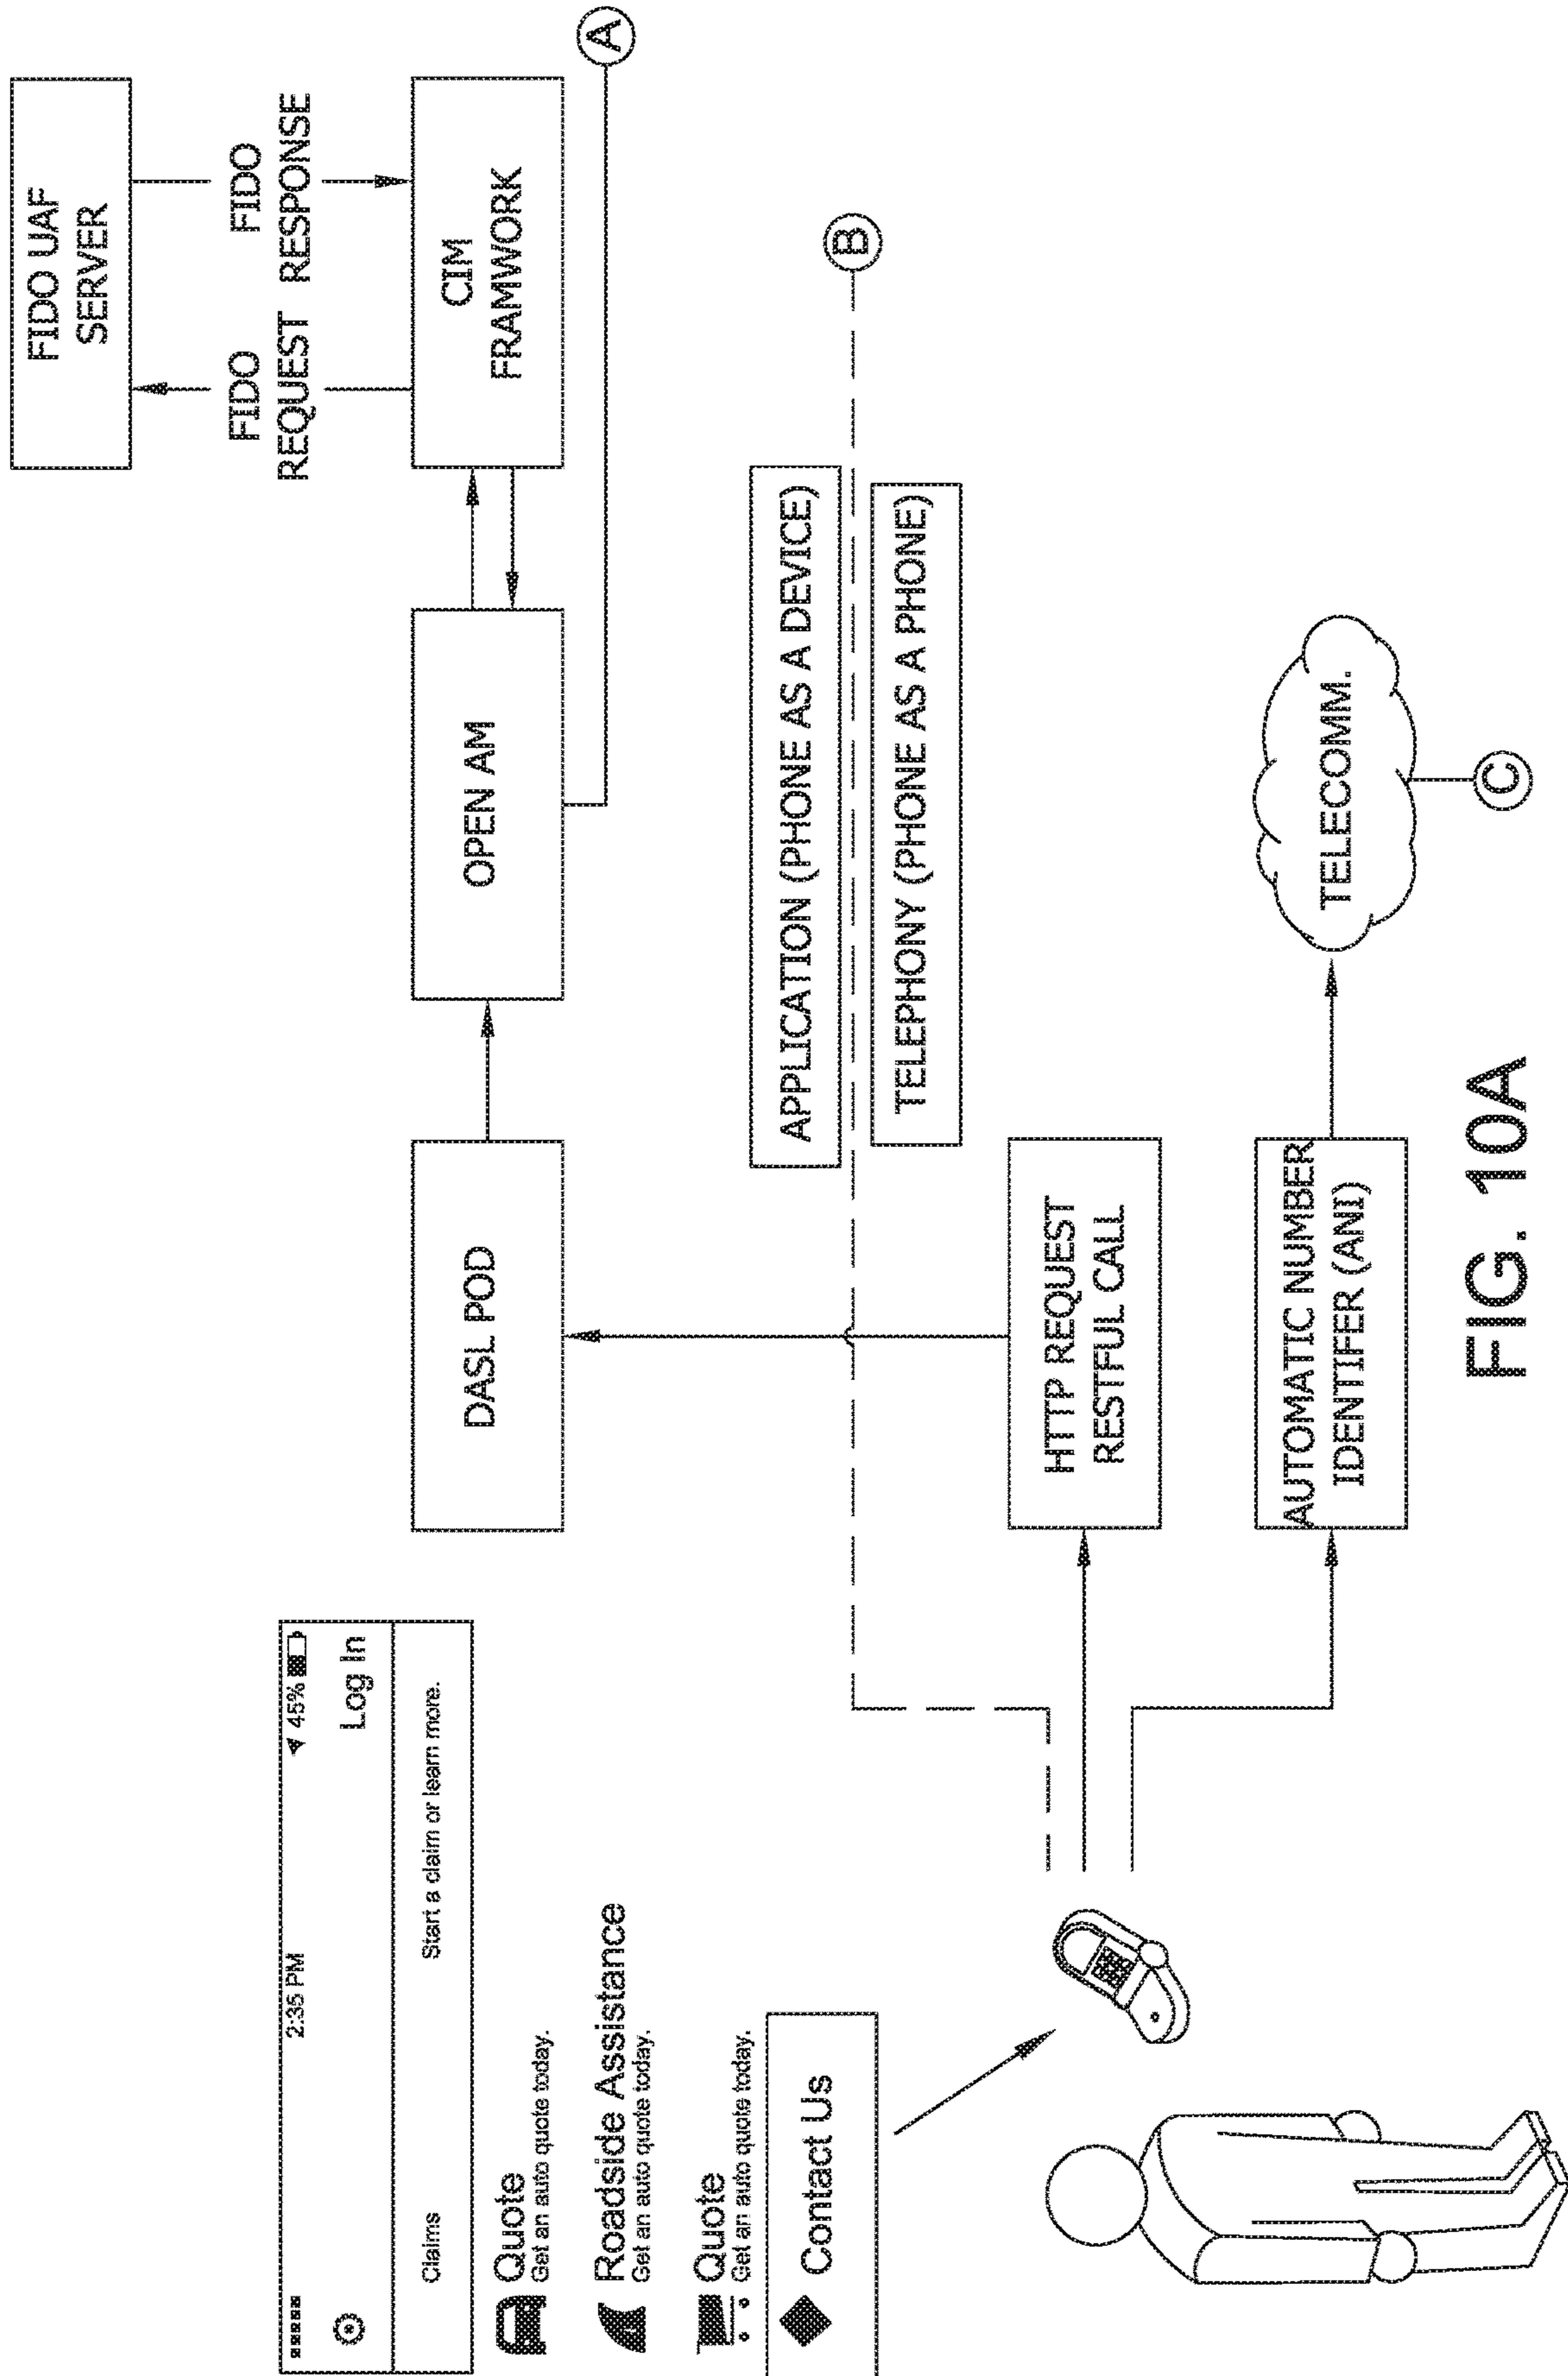 2:35 PM
45%
Log In
Claims
Start a claim or learn more.
Quote
Get an auto quote today.
Roadside Assistance
Get an auto quote today.
Quote
Get an auto quote today.
Contact Us
FIDO UAF
SERVER
FIDO
REQUEST
FIDO
RESPONSE
DASL POD
OPEN AM
CIM
FRAMWORK
A
APPLICATION (PHONE AS A DEVICE)
B
TELEPHONY (PHONE AS A PHONE)
HTTP REQUEST
RESTFUL CALL
AUTOMATIC NUMBER
IDENTIFER (ANI)
TELECOMM.
C
FIG. 10A